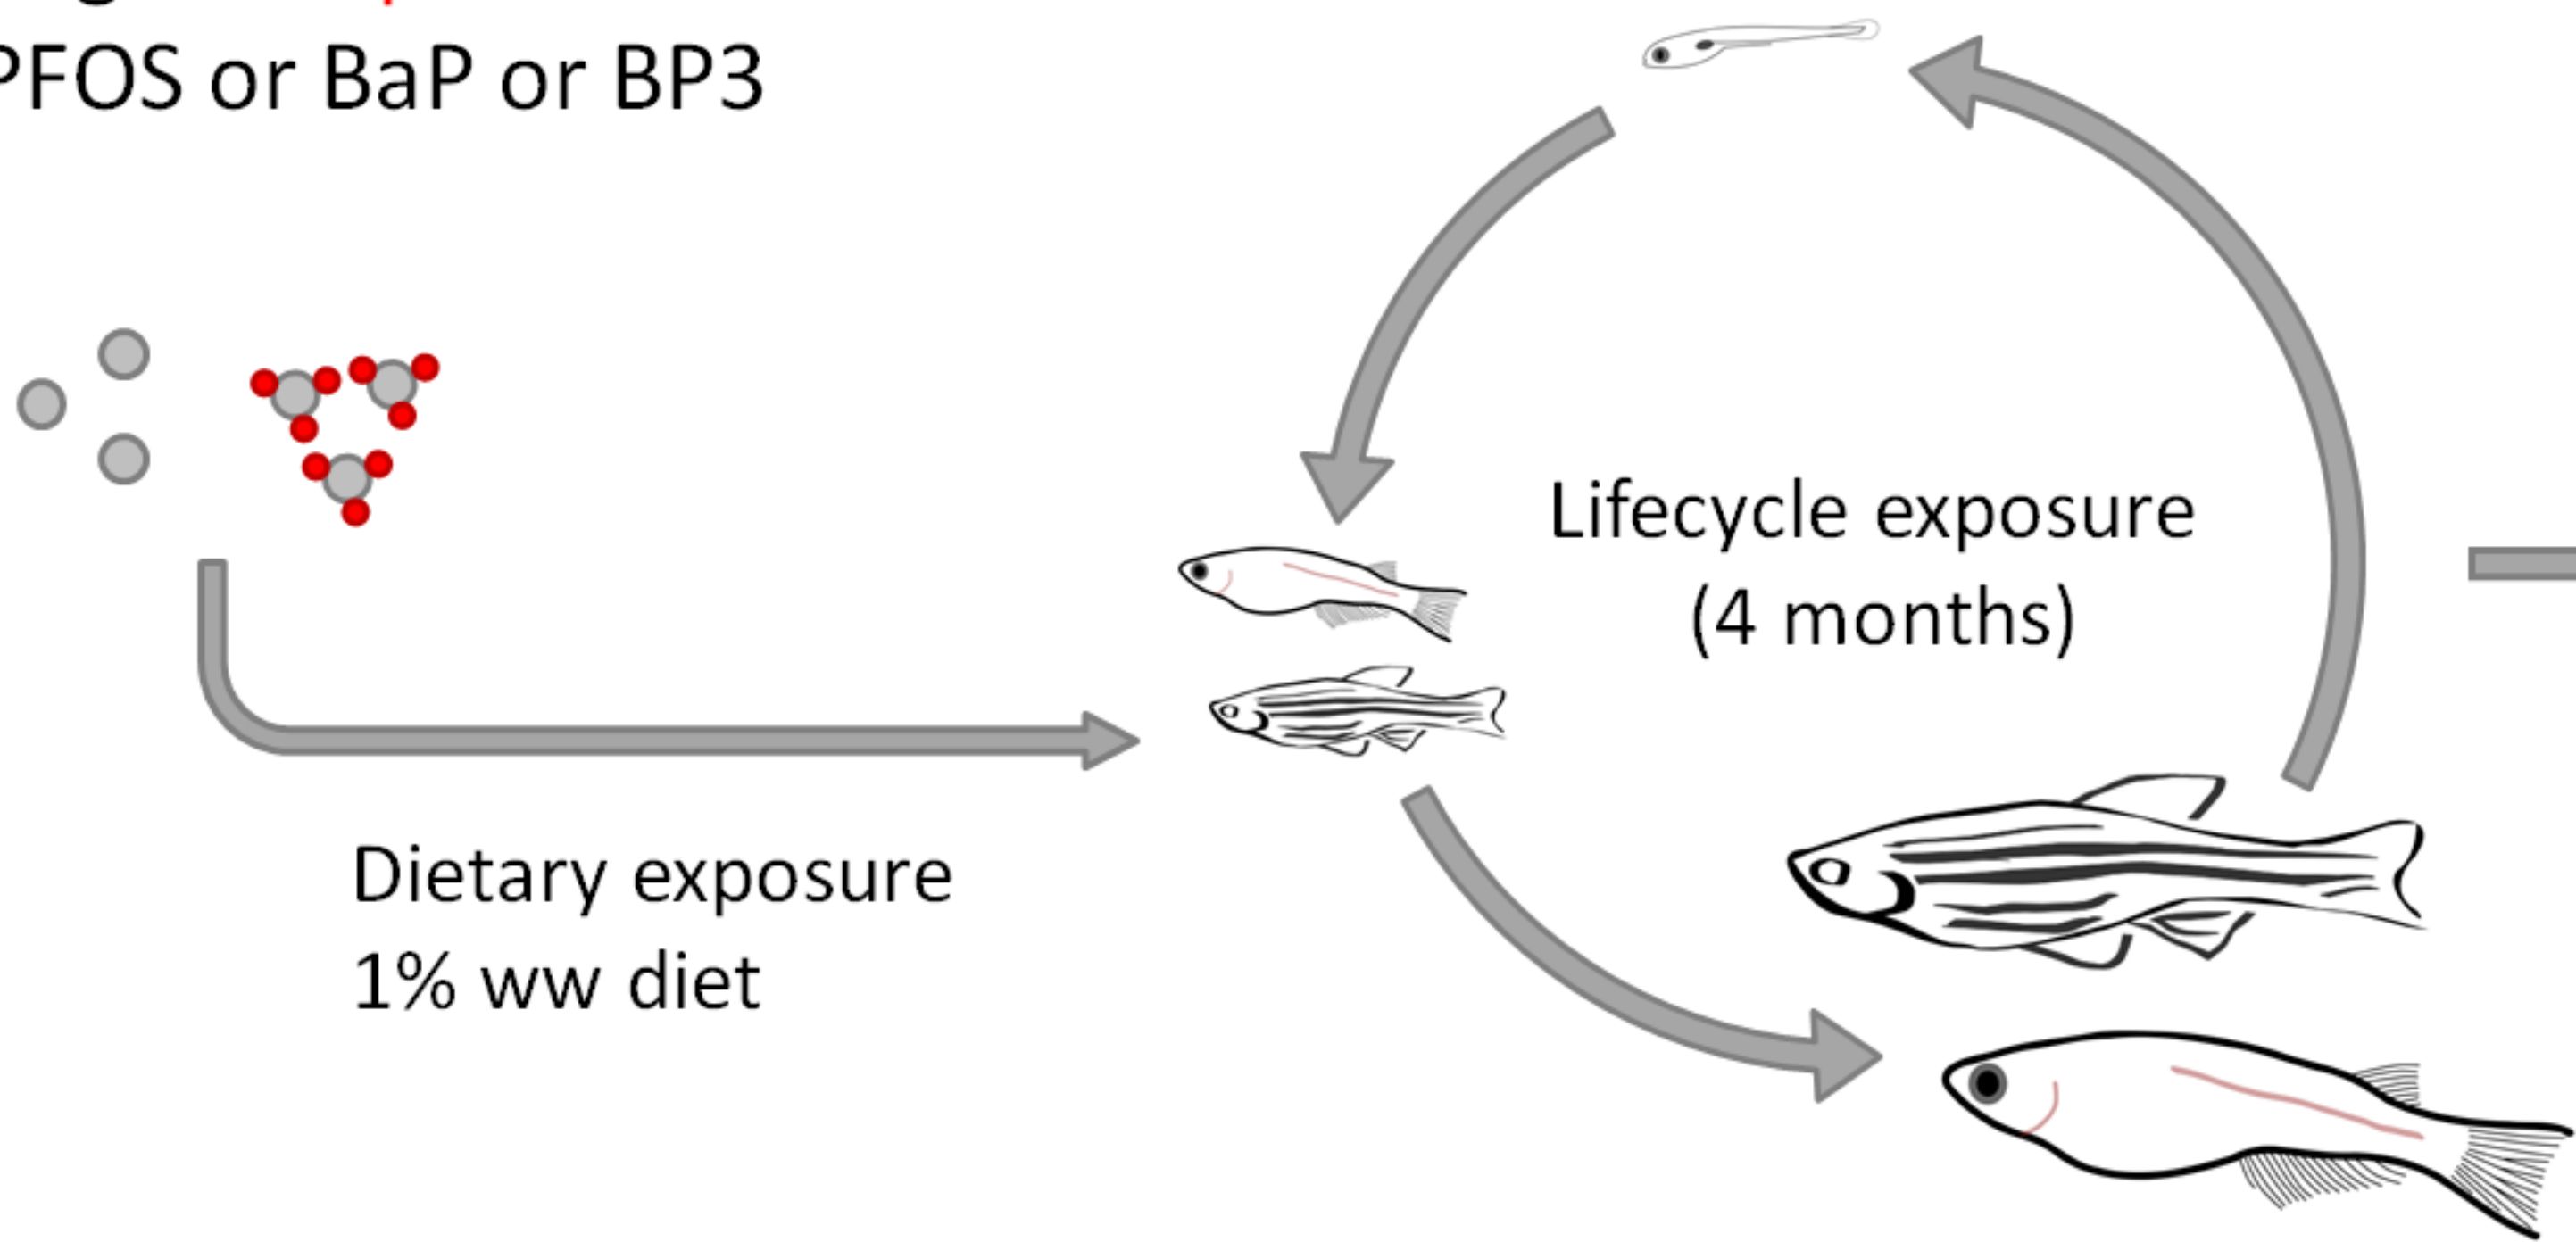 PFOS or BaP or BP3
Lifecycle exposure
(4 months)
Dietary exposure
1% ww diet